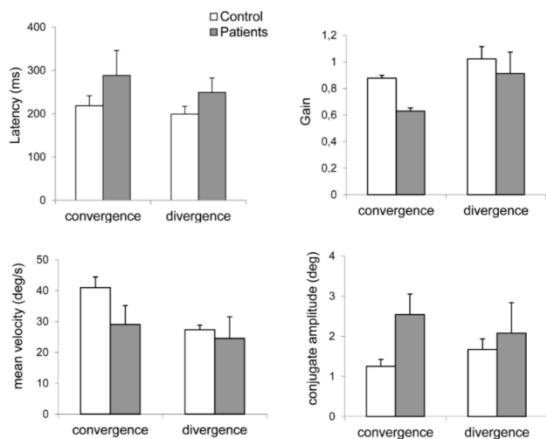 Control
Patients
Latency (ms)
400
300
200
100
0
convergence divergence
Gain
1,2
1
0,8
0,6
0,4
0,2
0
convergence divergence
mean velocity (deg/s)
50
40
30
20
10
0
convergence divergence
conjugate amplitude (deg)
4
3
2
1
0
convergence divergence